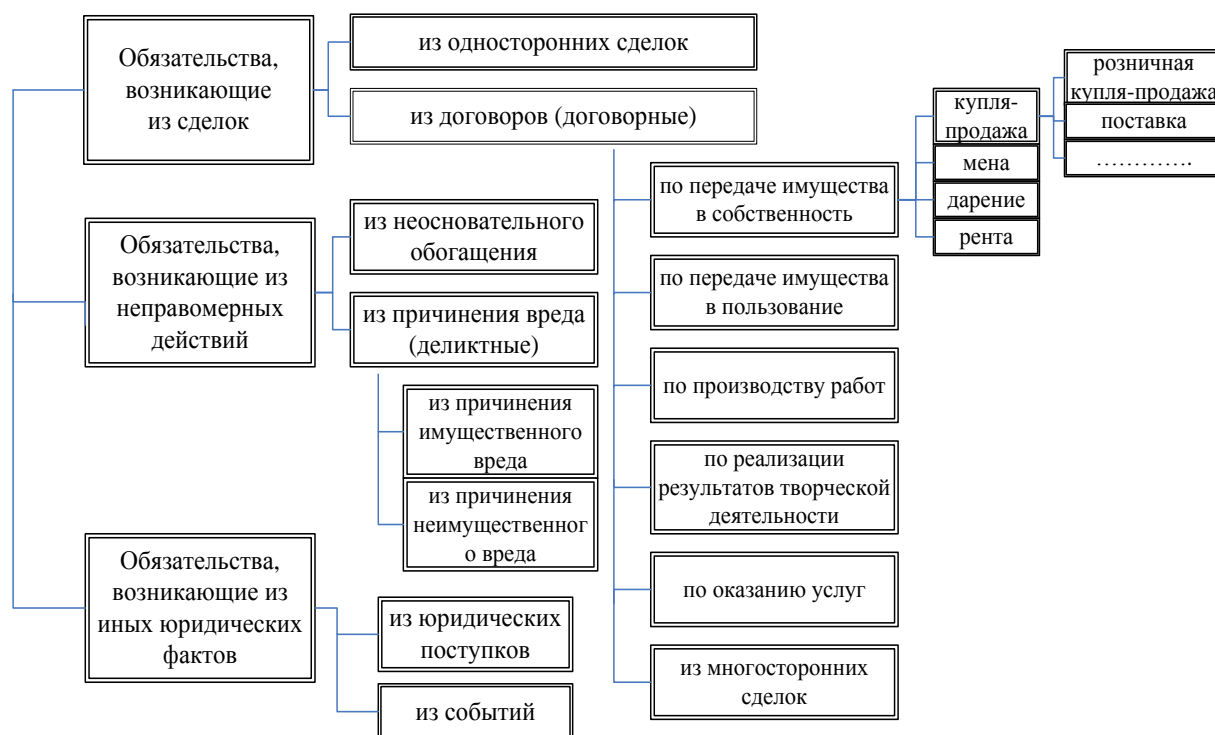 Обязательства,
возникающие
из сделок
из односторонних сделок
из договоров (договорные)
по передаче имущества
в собственность
купля-
продажа
розничная
купля-продажа
поставка
………….
мена
дарение
рента
по передаче имущества
в пользование
по производству работ
по реализации
результатов творческой
деятельности
по оказанию услуг
из многосторонних
сделок
Обязательства,
возникающие из
неправомерных
действий
из неосновательного
обогащения
из причинения вреда
(деликтные)
из причинения
имущественного
вреда
из причинения
неимущественног
о вреда
Обязательства,
возникающие из
иных юридических
фактов
из юридических
поступков
из событий